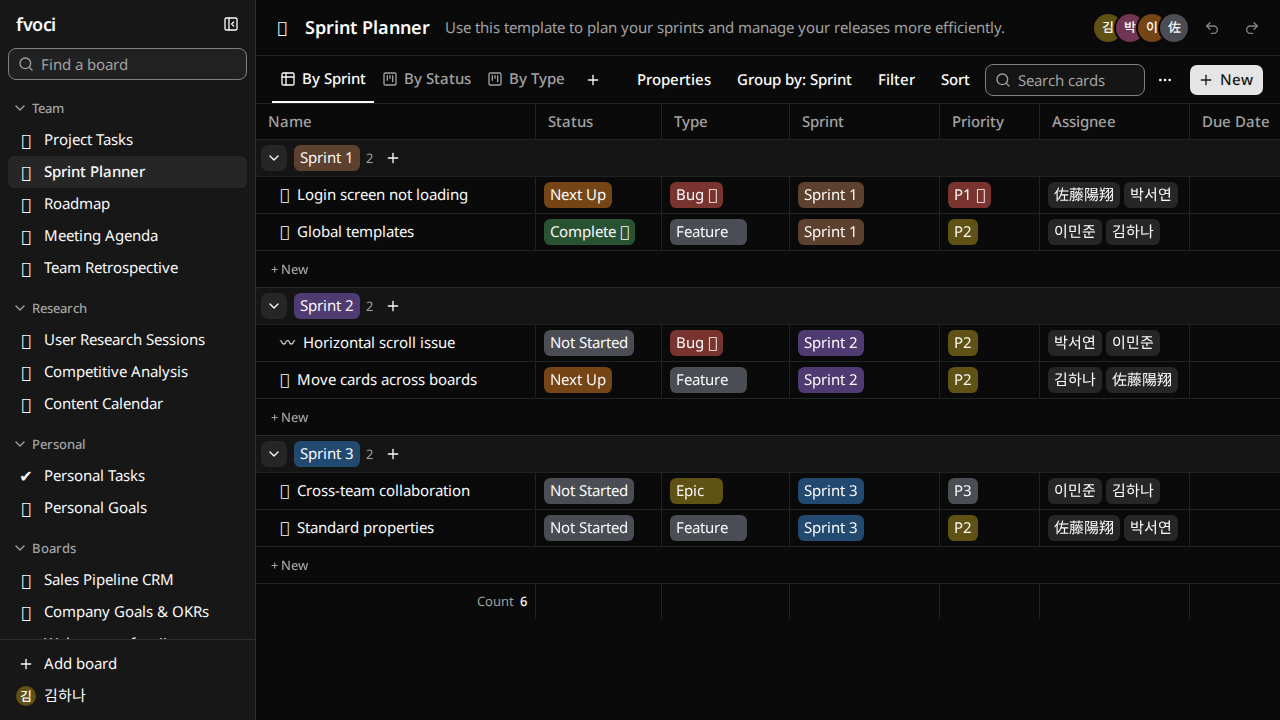 fvoci
Find a board
Team
Project Tasks
Sprint Planner
Roadmap
Meeting Agenda
Team Retrospective
Research
User Research Sessions
Competitive Analysis
Content Calendar
Personal
Personal Tasks
Personal Goals
Boards
Sales Pipeline CRM
Company Goals & OKRs
Add board
김 김하나
Sprint Planner Use this template to plan your sprints and manage your releases more efficiently. 김 박 이 佐
By Sprint By Status By Type Properties Group by: Sprint Filter Sort Search cards New
Name Status Type Sprint Priority Assignee Due Date
Sprint 1 2
Login screen not loading Next Up Bug Sprint 1 P1 佐藤陽翔 박서연
Global templates Complete Feature Sprint 1 P2 이민준 김하나
+ New
Sprint 2 2
Horizontal scroll issue Not Started Bug Sprint 2 P2 박서연 이민준
Move cards across boards Next Up Feature Sprint 2 P2 김하나 佐藤陽翔
+ New
Sprint 3 2
Cross-team collaboration Not Started Epic Sprint 3 P3 이민준 김하나
Standard properties Not Started Feature Sprint 3 P2 佐藤陽翔 박서연
+ New
Count 6